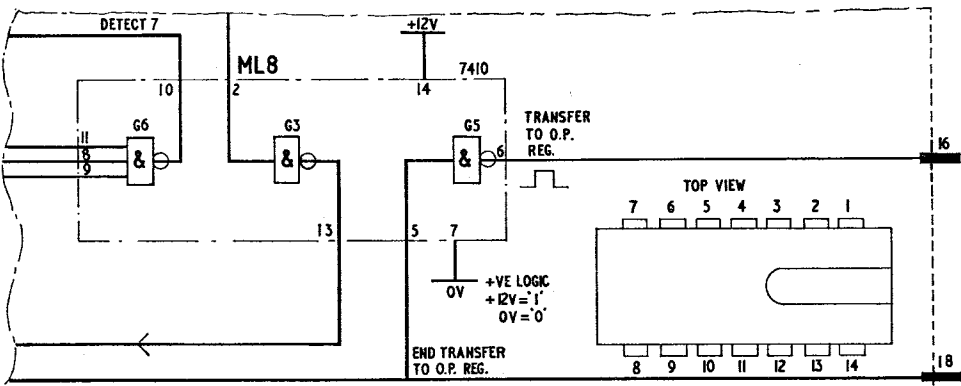 DETECT 7
+12V
ML8
7410
10
2
14
G6
G3
G5
TRANSFER
TO O.P.
REG.
11
8
9
&
&
&
6
16
TOP VIEW
7 6 5 4 3 2 1
13
5
7
0V
+VE LOGIC
+12V='1'
0V='0'
END TRANSFER
TO O.P. REG.
8 9 10 11 12 13 14
18